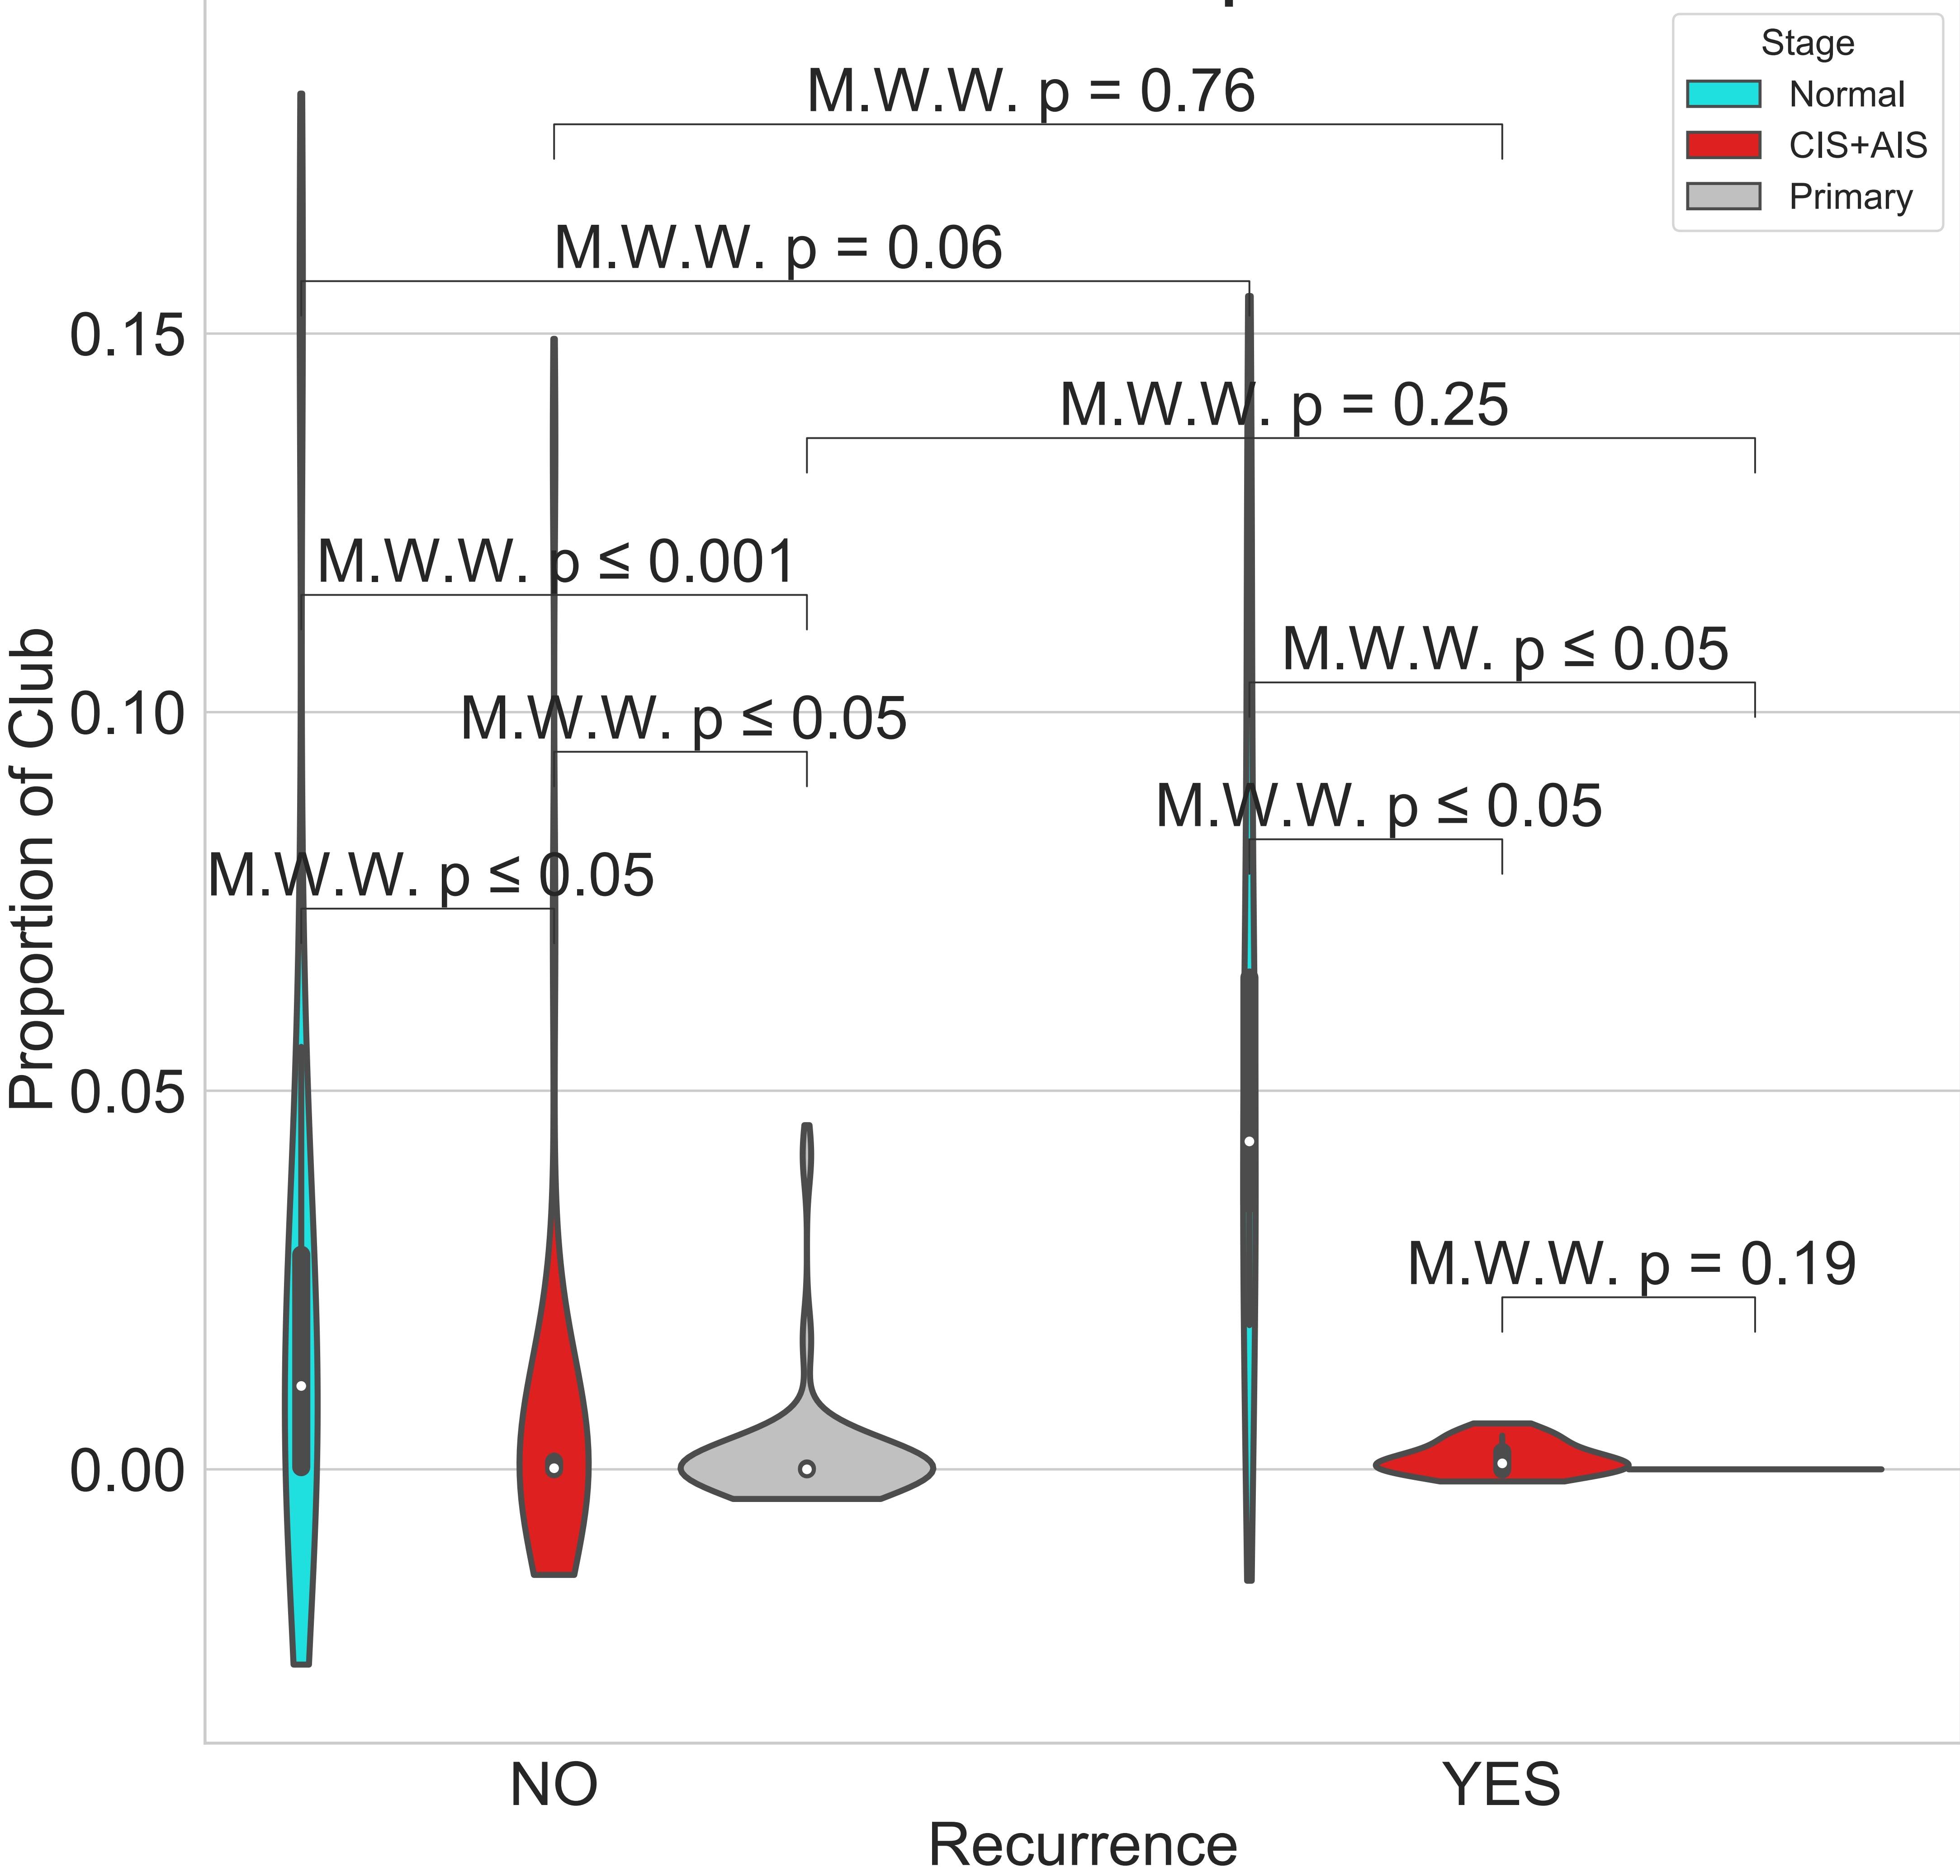 Stage
Normal
CIS+AIS
Primary
M.W.W. p = 0.76
M.W.W. p = 0.06
0.15
M.W.W. p = 0.25
M.W.W. p ≤ 0.001
M.W.W. p ≤ 0.05
M.W.W. p ≤ 0.05
0.10
M.W.W. p ≤ 0.05
M.W.W. p ≤ 0.05
Proportion of Club
0.05
M.W.W. p = 0.19
0.00
NO
YES
Recurrence